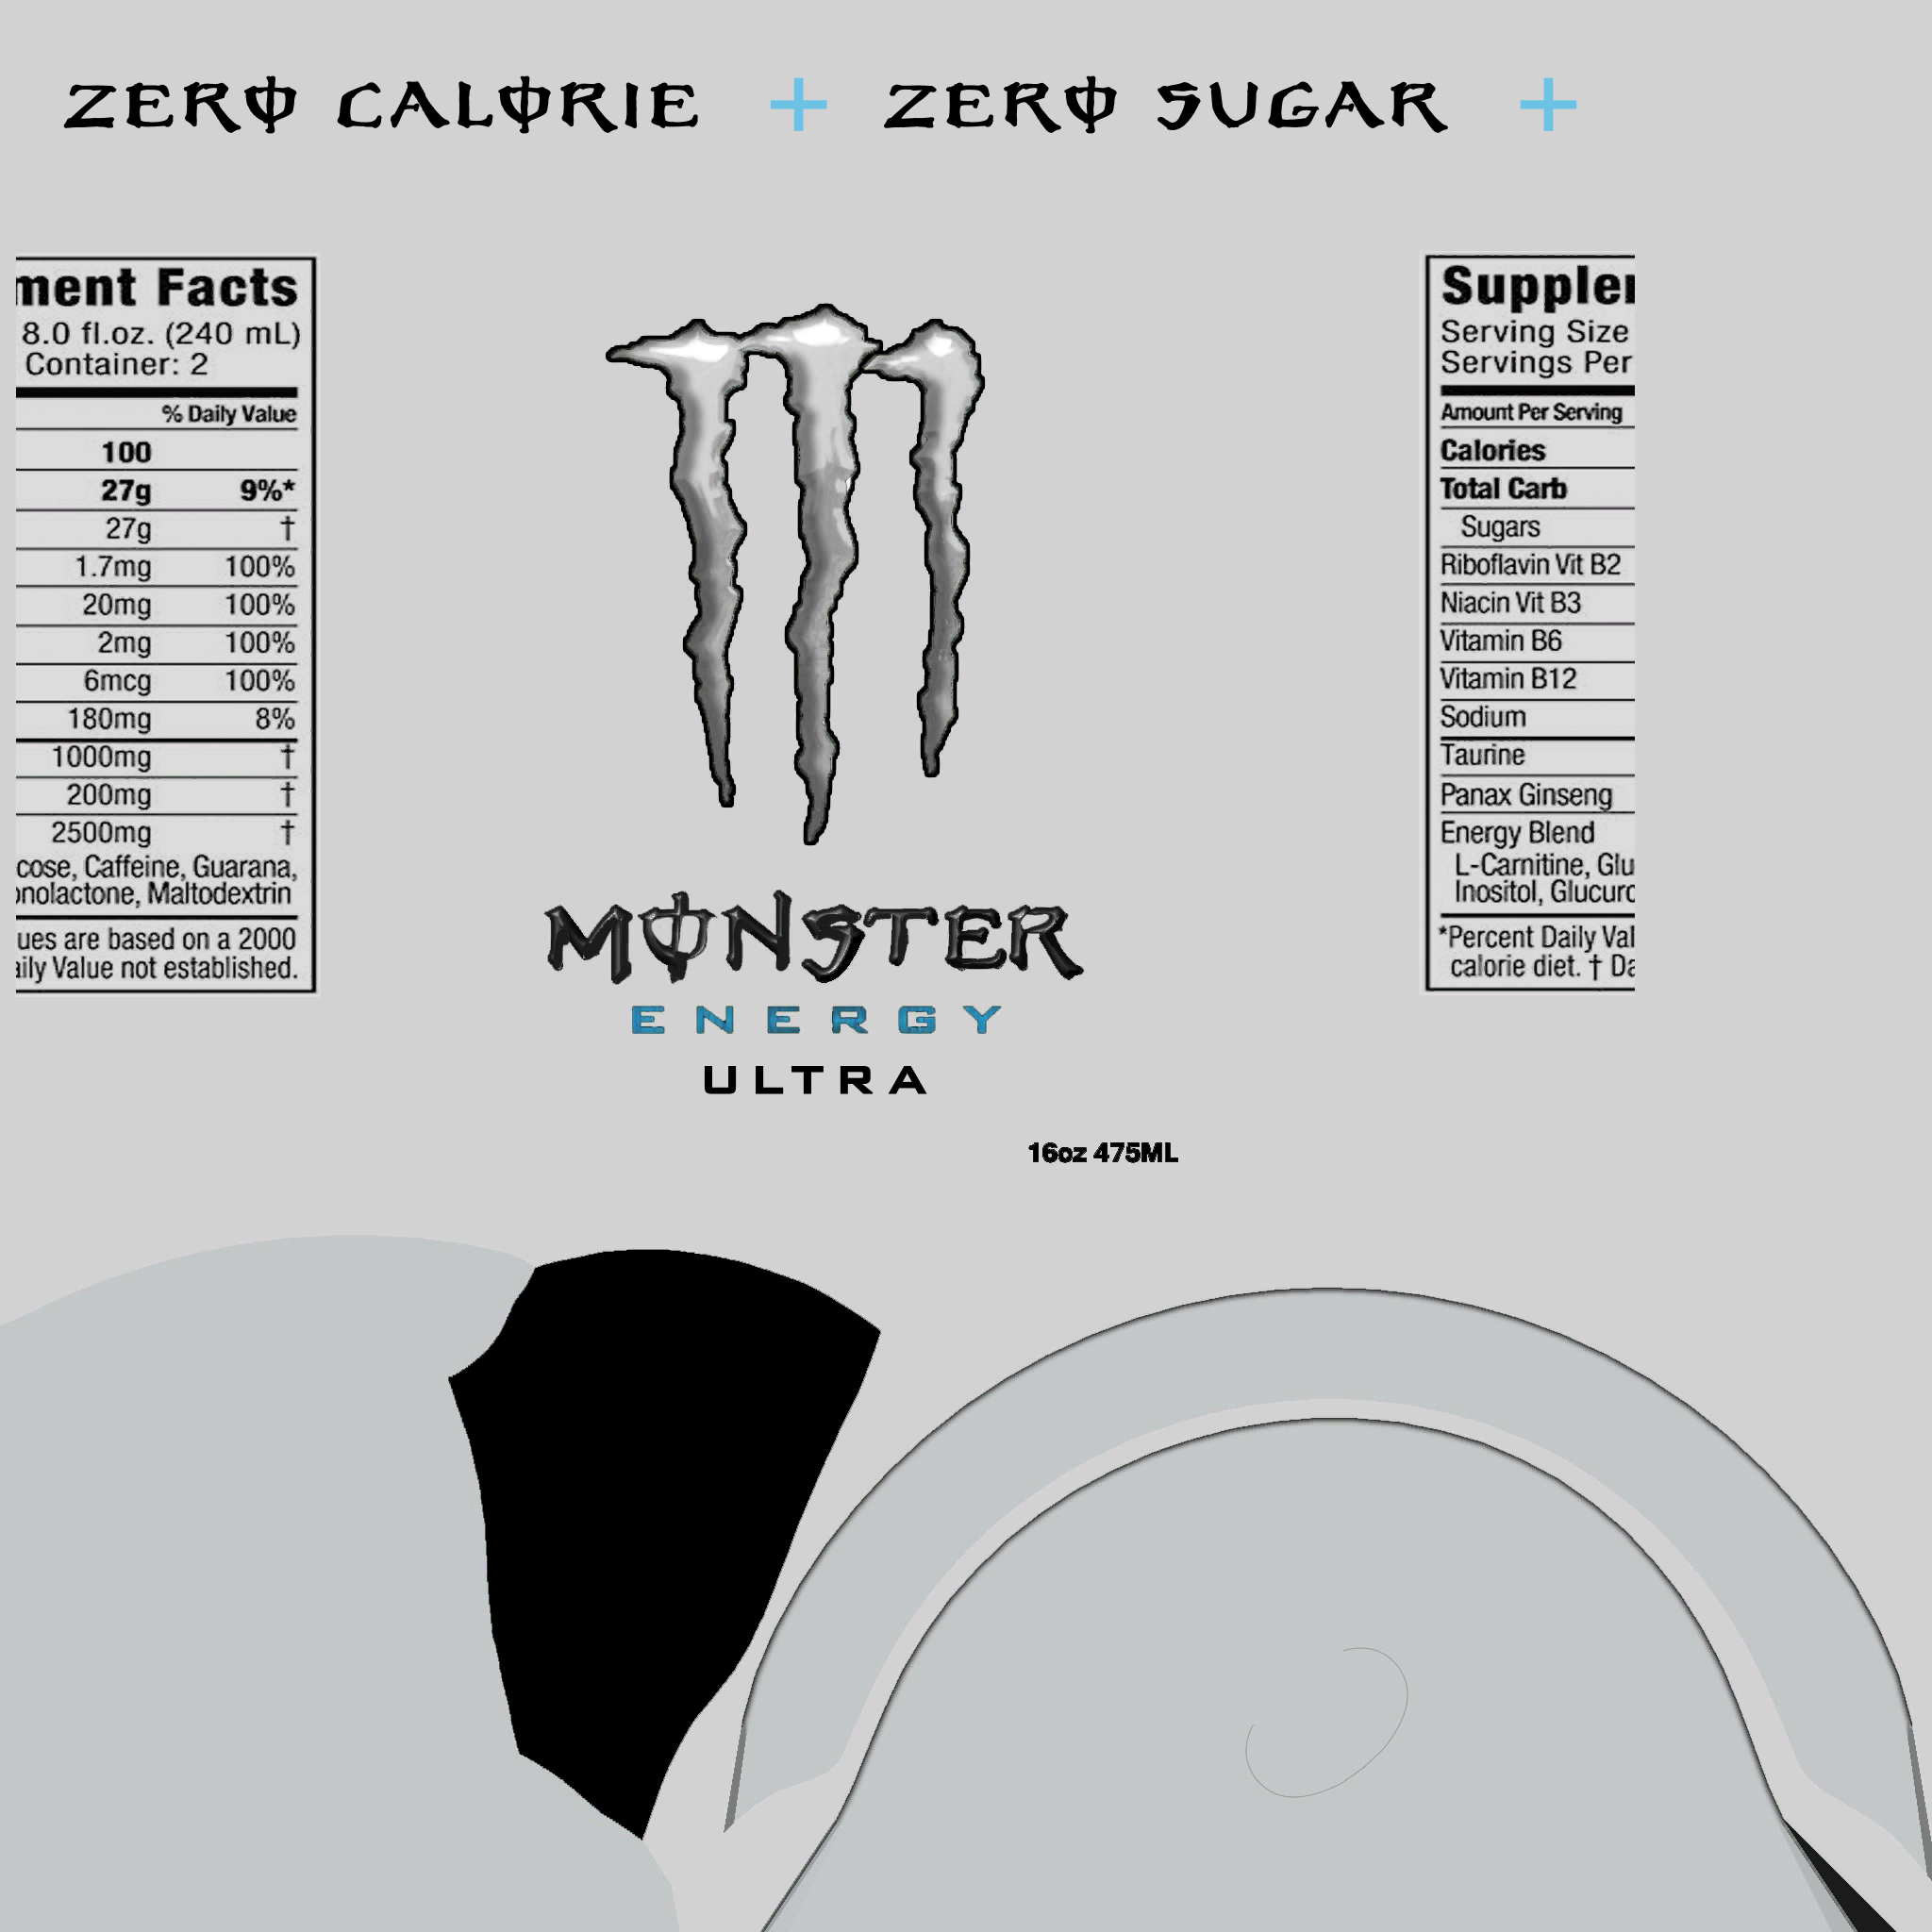 ZERO CALORIE + ZERO SUGAR +
ment Facts
8.0 fl.oz. (240 mL)
Container: 2
% Daily Value
100
27g 9%*
27g †
1.7mg 100%
20mg 100%
2mg 100%
6mcg 100%
180mg 8%
1000mg †
200mg †
2500mg †
cose, Caffeine, Guarana,
onolactone, Maltodextrin
ues are based on a 2000
aily Value not established.
MONSTER
ENERGY
ULTRA
16oz 475ML
Supplem
Serving Size
Servings Per
Amount Per Serving
Calories
Total Carb
Sugars
Riboflavin Vit B2
Niacin Vit B3
Vitamin B6
Vitamin B12
Sodium
Taurine
Panax Ginseng
Energy Blend
L-Carnitine, Glu
Inositol, Glucuro
*Percent Daily Val
calorie diet. † Da